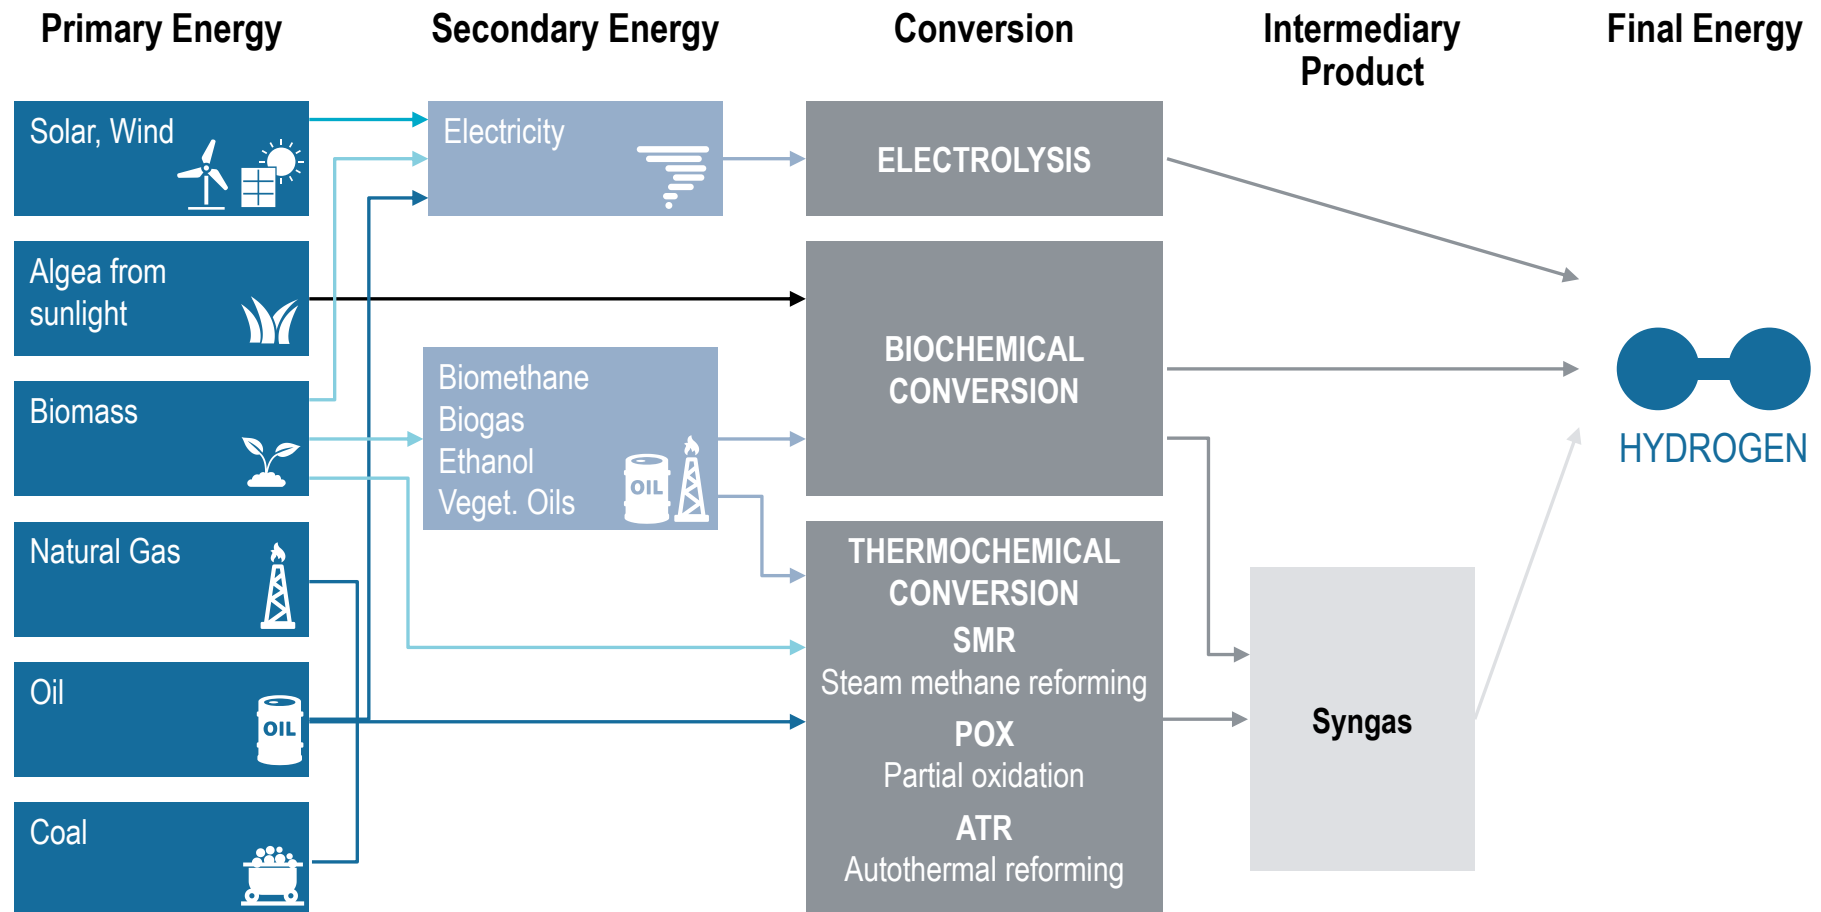 Primary Energy
Secondary Energy
Conversion
Intermediary
Product
Final Energy
Solar, Wind
Electricity
ELECTROLYSIS
Algea from
sunlight
BIOCHEMICAL
CONVERSION
Biomass
Biomethane
Biogas
Ethanol
Veget. Oils
OIL
HYDROGEN
Natural Gas
THERMOCHEMICAL
CONVERSION
SMR
Steam methane reforming
POX
Partial oxidation
ATR
Autothermal reforming
Syngas
Oil
OIL
Coal